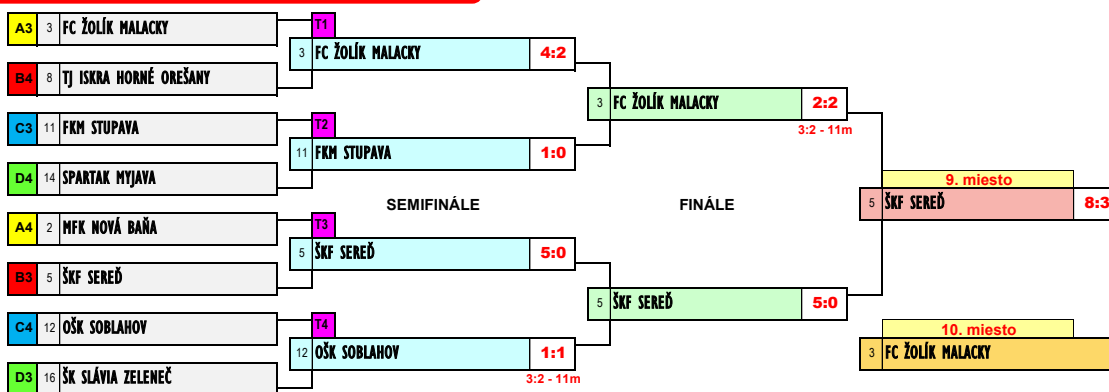 A3 3 FC ŽOLÍK MALACKY
T1
3 FC ŽOLÍK MALACKY 4:2
B4 8 TJ ISKRA HORNÉ OREŠANY
3 FC ŽOLÍK MALACKY 2:2
3:2 - 11m
C3 11 FKM STUPAVA
T2
11 FKM STUPAVA 1:0
D4 14 SPARTAK MYJAVA
9. miesto
SEMIFINÁLE
FINÁLE
5 ŠKF SEREĎ 8:3
A4 2 MFK NOVÁ BAŇA
T3
5 ŠKF SEREĎ 5:0
B3 5 ŠKF SEREĎ
5 ŠKF SEREĎ 5:0
C4 12 OŠK SOBLAHOV
T4
10. miesto
12 OŠK SOBLAHOV 1:1
3 FC ŽOLÍK MALACKY
3:2 - 11m
D3 16 ŠK SLÁVIA ZELENEČ